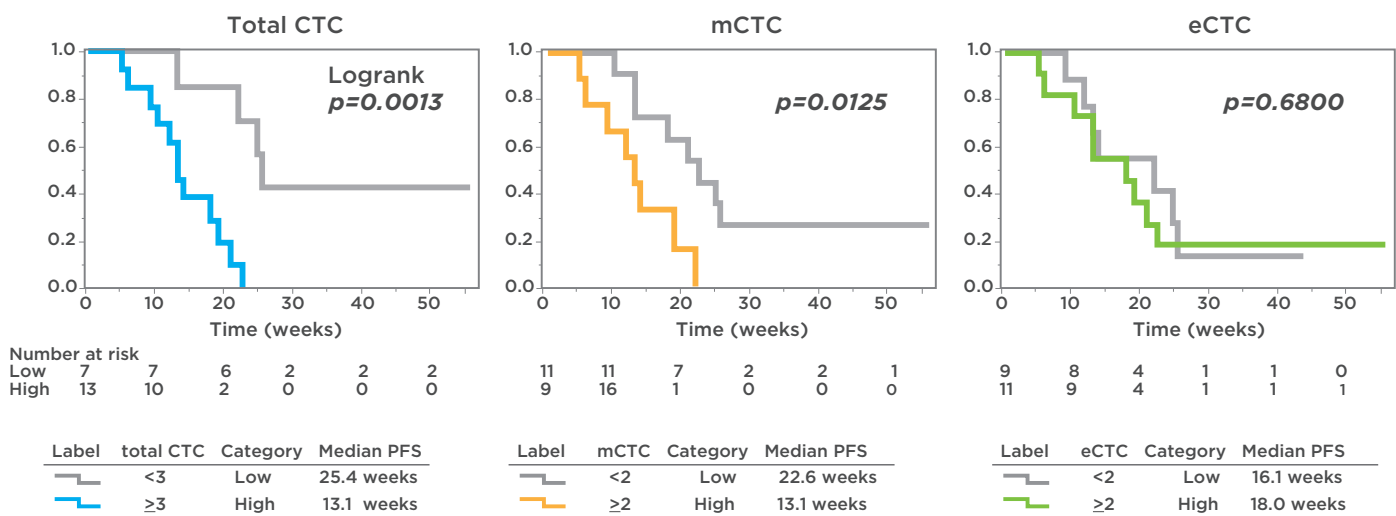 Total CTC mCTC eCTC
1.0 1.0 1.0
Logrank
p=0.0013 p=0.0125 p=0.6800
0.8 0.8 0.8
0.6 0.6 0.6
0.4 0.4 0.4
0.2 0.2 0.2
0.0 0.0 0.0
0 10 20 30 40 50 0 10 20 30 40 50 0 10 20 30 40 50
Time (weeks) Time (weeks) Time (weeks)
Number at risk
Low 7 7 6 2 2 2 11 11 7 2 2 1 9 8 4 1 1 0
High 13 10 2 0 0 0 9 16 1 0 0 0 11 9 4 1 1 1
Label total CTC Category Median PFS Label mCTC Category Median PFS Label eCTC Category Median PFS
<3 Low 25.4 weeks <2 Low 22.6 weeks <2 Low 16.1 weeks
≥3 High 13.1 weeks ≥2 High 13.1 weeks ≥2 High 18.0 weeks